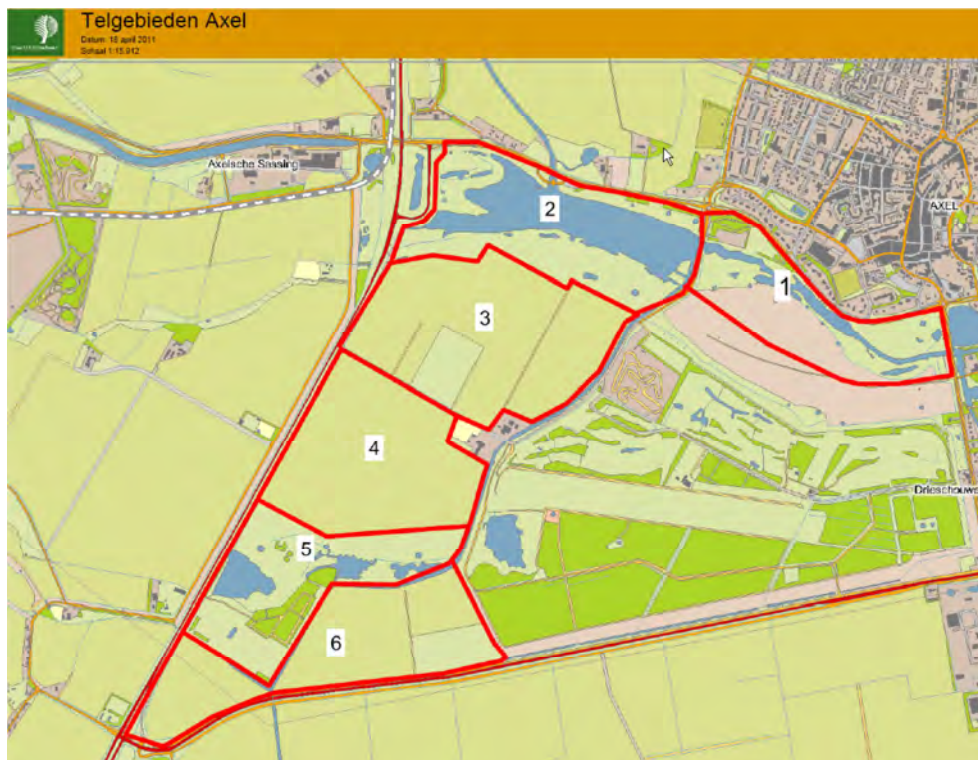 Telgebieden Axel
Datum: 18 april 2011
Schaal 1:15.912
Axelsche Sassing
AXEL
2
1
3
4
Drieschouwe
5
6